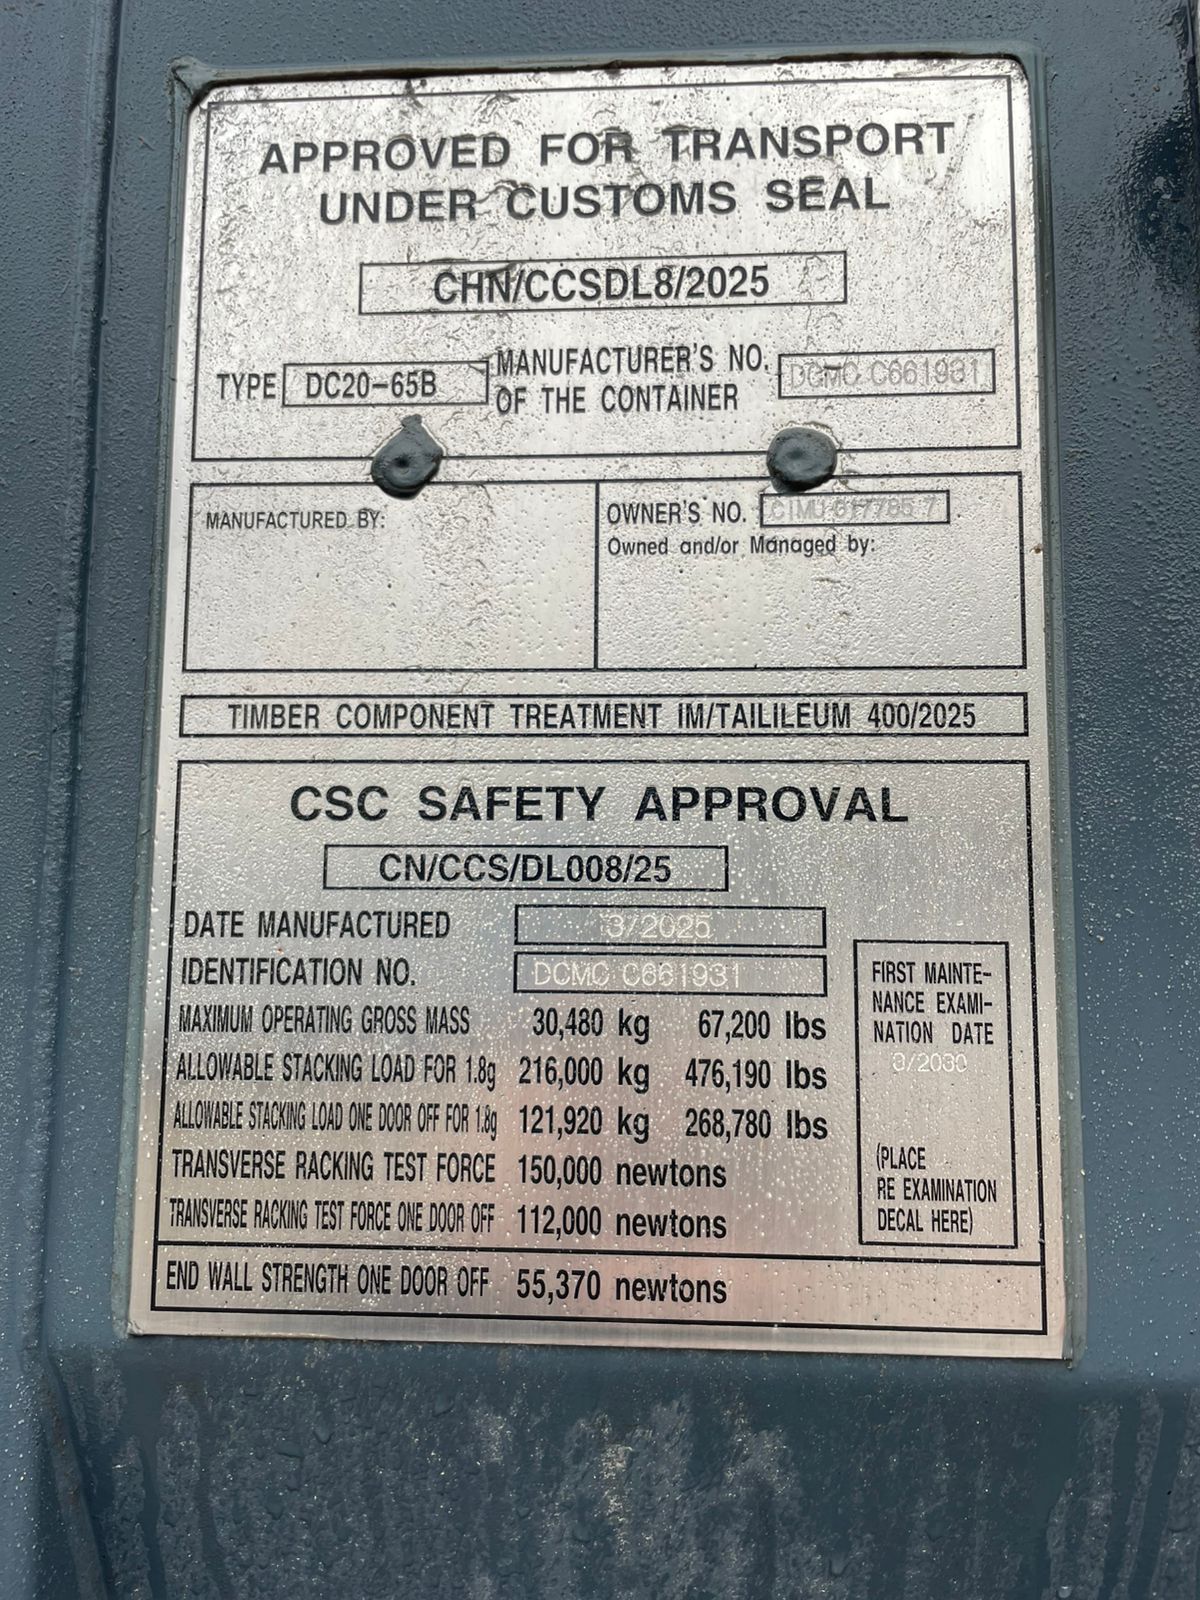 APPROVED FOR TRANSPORT
UNDER CUSTOMS SEAL
CHN/CCSDL8/2025
TYPE DC20-65B
MANUFACTURER'S NO.
OF THE CONTAINER
DCMC C661931
MANUFACTURED BY:
OWNER'S NO.
Owned and/or Managed by:
TIMBER COMPONENT TREATMENT IM/TAILILEUM 400/2025
CSC SAFETY APPROVAL
CN/CCS/DL008/25
DATE MANUFACTURED 3/2025
IDENTIFICATION NO. DCMC C661931
MAXIMUM OPERATING GROSS MASS 30,480 kg 67,200 lbs
ALLOWABLE STACKING LOAD FOR 1.8g 216,000 kg 476,190 lbs
ALLOWABLE STACKING LOAD ONE DOOR OFF FOR 1.8g 121,920 kg 268,780 lbs
TRANSVERSE RACKING TEST FORCE 150,000 newtons
TRANSVERSE RACKING TEST FORCE ONE DOOR OFF 112,000 newtons
END WALL STRENGTH ONE DOOR OFF 55,370 newtons
FIRST MAINTE-
NANCE EXAMI-
NATION DATE
3/2030
(PLACE
RE EXAMINATION
DECAL HERE)